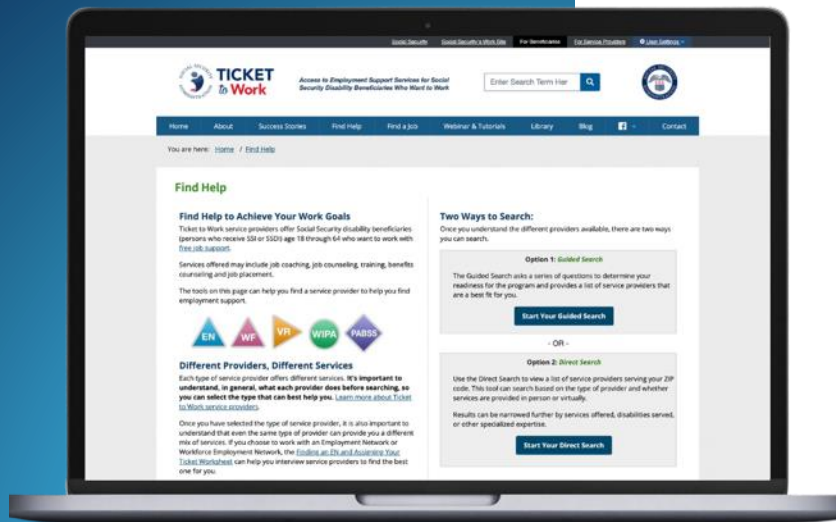 Social Security
Social Security's Work Site
For Beneficiaries
For Service Providers
User Settings
SOCIAL SECURITY
TICKET
to Work
Access to Employment Support Services for Social
Security Disability Beneficiaries Who Want to Work
Enter Search Term Her
Home
About
Success Stories
Find Help
Find a Job
Webinar & Tutorials
Library
Blog
Contact
You are here: Home / Find Help
Find Help
Find Help to Achieve Your Work Goals
Ticket to Work service providers offer Social Security disability beneficiaries
(persons who receive SSI or SSDI) age 18 through 64 who want to work with
free job support.
Services offered may include job coaching, job counseling, training, benefits
counseling and job placement.
The tools on this page can help you find a service provider to help you find
employment support.
EN
WF
VR
WIPA
PABSS
Different Providers, Different Services
Each type of service provider offers different services. It's important to
understand, in general, what each provider does before searching, so
you can select the type that can best help you. Learn more about Ticket
to Work service providers.
Once you have selected the type of service provider, it is also important to
understand that even the same type of provider can provide you a different
mix of services. If you choose to work with an Employment Network or
Workforce Employment Network, the Finding an EN and Assigning Your
Ticket Worksheet can help you interview service providers to find the best
one for you.
Two Ways to Search:
Once you understand the different providers available, there are two ways
you can search.
Option 1: Guided Search
The Guided Search asks a series of questions to determine your
readiness for the program and provides a list of service providers that
are a best fit for you.
Start Your Guided Search
- OR -
Option 2: Direct Search
Use the Direct Search to view a list of service providers serving your ZIP
code. This tool can search based on the type of provider and whether
services are provided in person or virtually.
Results can be narrowed further by services offered, disabilities served,
or other specialized expertise.
Start Your Direct Search